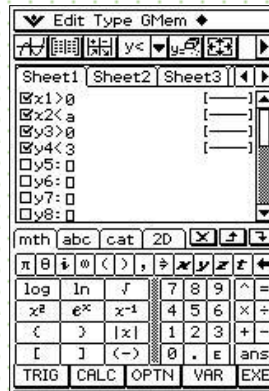 Edit Type GMem ◆
y< y=
Sheet1 Sheet2 Sheet3
☑x1>0 [—]
☑x2<a [—]
☑y3>0 [—]
☑y4<3 [—]
☐y5:▯
☐y6:▯
☐y7:▯
☐y8:▯
mth abc cat 2D
π θ i ∞ ( ) , ⇒ x y z t ←
log ln √ 7 8 9 ^ =
x² eˣ x⁻¹ 4 5 6 × ÷
{ } |x| 1 2 3 + −
[ ] (−) 0 . E ans
TRIG CALC OPTN VAR EXE